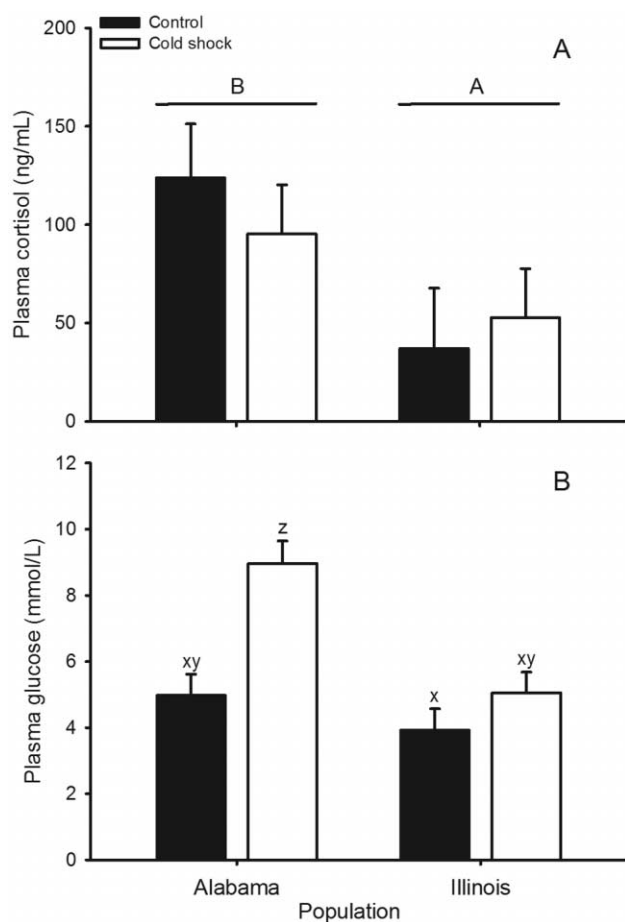 Control
Cold shock
A
B
A
200
150
100
50
0
Plasma cortisol (ng/mL)
B
z
xy
x
xy
12
10
8
6
4
2
0
Plasma glucose (mmol/L)
Alabama
Illinois
Population